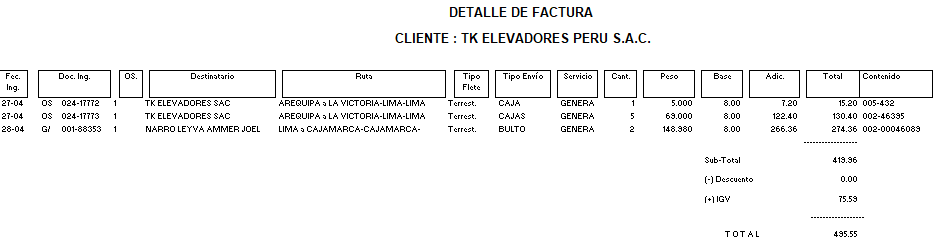 DETALLE DE FACTURA
CLIENTE : TK ELEVADORES PERU S.A.C.
Fec. Ing. Doc. Ing. OS. Destinatario Ruta Tipo Flete Tipo Envío Servicio Cant. Peso Base Adic. Total Contenido
27-04 OS 024-17772 1 TK ELEVADORES SAC AREQUIPA a LA VICTORIA-LIMA-LIMA Terrest. CAJA GENERA 1 5.000 8.00 7.20 15.20 005-432
27-04 OS 024-17773 1 TK ELEVADORES SAC AREQUIPA a LA VICTORIA-LIMA-LIMA Terrest. CAJAS GENERA 5 69.000 8.00 122.40 130.40 002-46395
28-04 G/ 001-88353 1 NARRO LEYVA AMMER JOEL LIMA a CAJAMARCA-CAJAMARCA- Terrest. BULTO GENERA 2 148.980 8.00 266.36 274.36 002-00046089
Sub-Total 419.96
(-) Descuento 0.00
(+) IGV 75.59
T O T A L 495.55